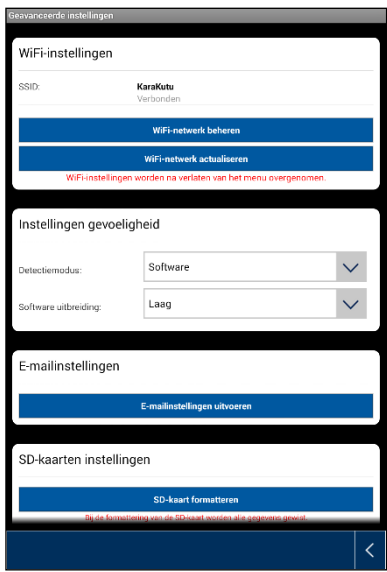 Geavanceerde instellingen
WiFi-instellingen
SSID: KaraKutu
Verbonden
WiFi-netwerk beheren
WiFi-netwerk actualiseren
WiFi-instellingen worden na verlaten van het menu overgenomen.
Instellingen gevoeligheid
Detectiemodus: Software
Software uitbreiding: Laag
E-mailinstellingen
E-mailinstellingen uitvoeren
SD-kaarten instellingen
SD-kaart formatteren
Bij de formattering van de SD-kaart worden alle gegevens gewist.